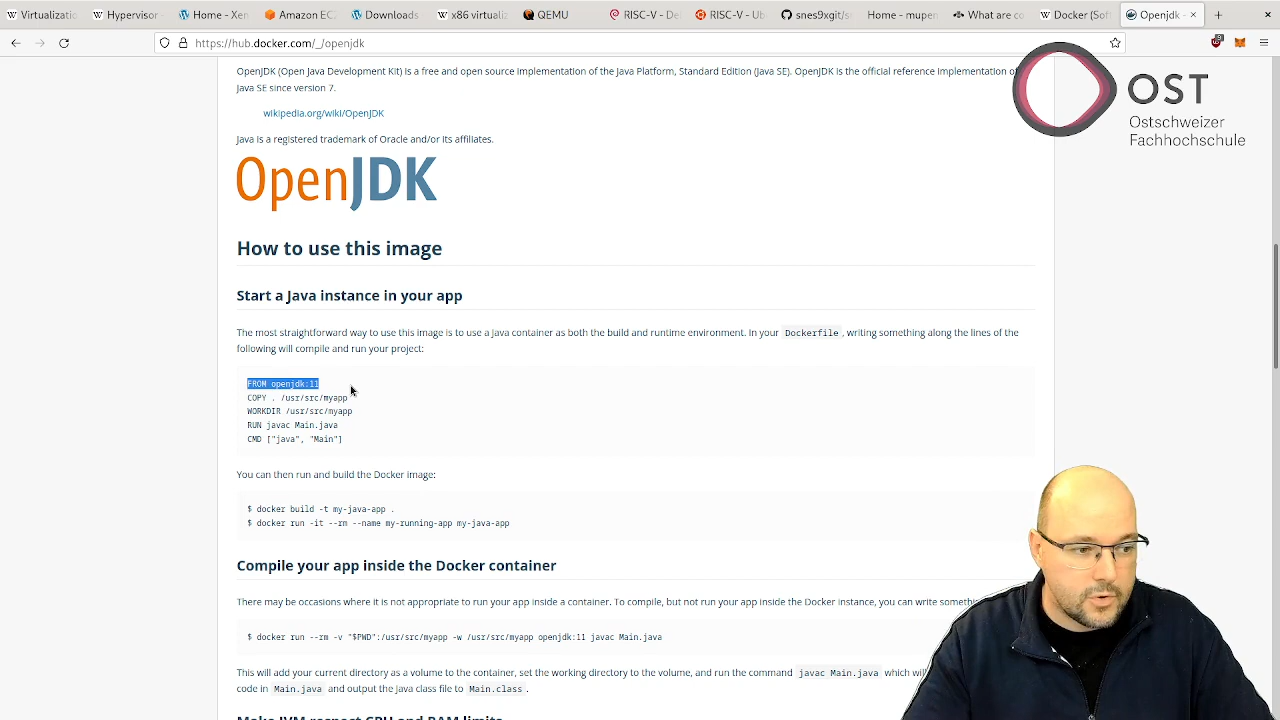 Virtualizatio
Hypervisor -
Home - Xen
Amazon EC
Downloads
x86 virtualiz
QEMU
RISC-V - De
RISC-V - Ub
snes9xgit/s
Home - mupen
What are co
Docker (Soft
Openjdk -
https://hub.docker.com/_/openjdk
OpenJDK (Open Java Development Kit) is a free and open source implementation of the Java Platform, Standard Edition (Java SE). OpenJDK is the official reference implementation of
Java SE since version 7.
wikipedia.org/wiki/OpenJDK
Java is a registered trademark of Oracle and/or its affiliates.
OpenJDK
OST
Ostschweizer
Fachhochschule
How to use this image
Start a Java instance in your app
The most straightforward way to use this image is to use a Java container as both the build and runtime environment. In your Dockerfile, writing something along the lines of the
following will compile and run your project:
FROM openjdk:11
COPY . /usr/src/myapp
WORKDIR /usr/src/myapp
RUN javac Main.java
CMD ["java", "Main"]
You can then run and build the Docker image:
$ docker build -t my-java-app .
$ docker run -it --rm --name my-running-app my-java-app
Compile your app inside the Docker container
There may be occasions where it is not appropriate to run your app inside a container. To compile, but not run your app inside the Docker instance, you can write
$ docker run --rm -v "$PWD":/usr/src/myapp -w /usr/src/myapp openjdk:11 javac Main.java
This will add your current directory as a volume to the container, set the working directory to the volume, and run the command javac Main.java which
code in Main.java and output the Java class file to Main.class.
Make JVM respect CPU and RAM limits